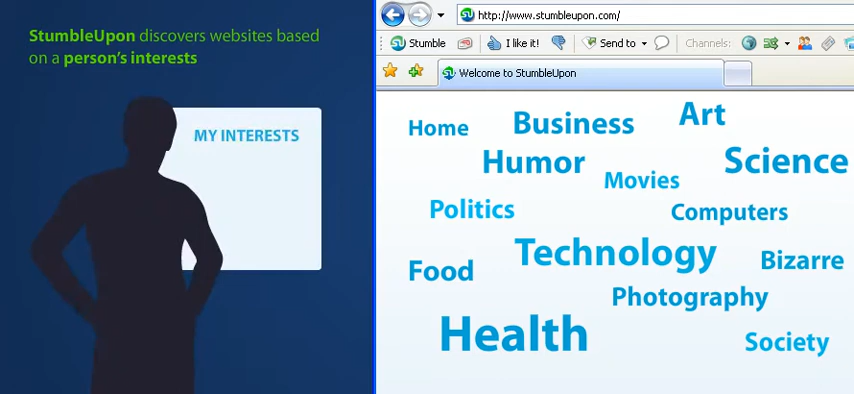 StumbleUpon discovers websites based
on a person's interests
MY INTERESTS
http://www.stumbleupon.com/
Stumble I like it! Send to Channels:
Welcome to StumbleUpon
Home Business Art
Humor Movies Science
Politics Computers
Technology Bizarre
Food Photography
Health Society